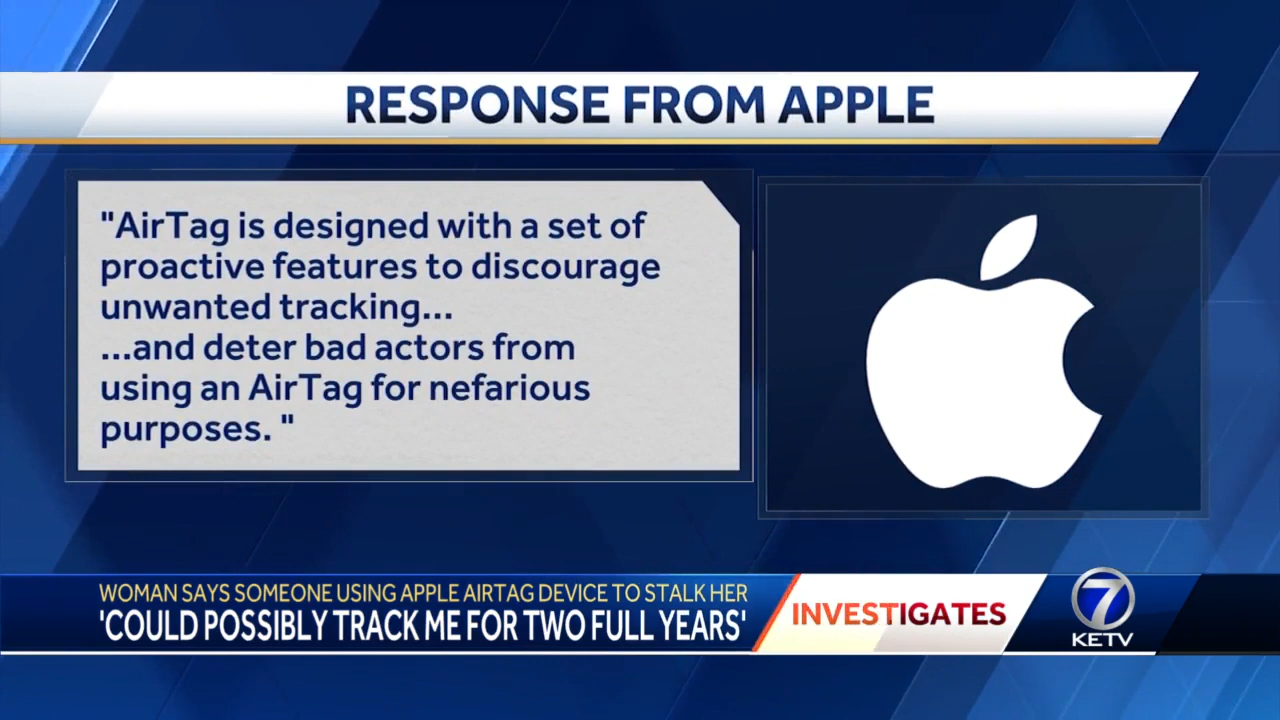 RESPONSE FROM APPLE
"AirTag is designed with a set of
proactive features to discourage
unwanted tracking...
...and deter bad actors from
using an AirTag for nefarious
purposes. "
WOMAN SAYS SOMEONE USING APPLE AIRTAG DEVICE TO STALK HER
'COULD POSSIBLY TRACK ME FOR TWO FULL YEARS'
INVESTIGATES
7
KETV